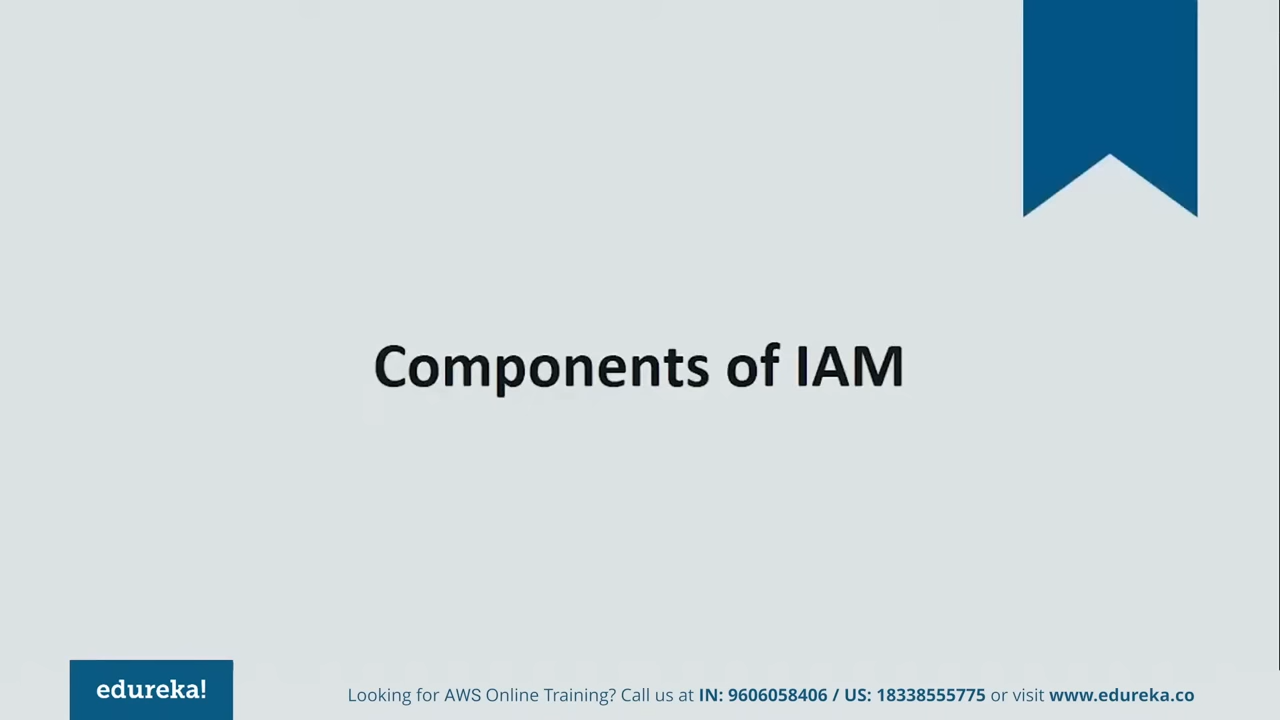 Components of IAM
edureka!
Looking for AWS Online Training? Call us at IN: 9606058406 / US: 18338555775 or visit www.edureka.co